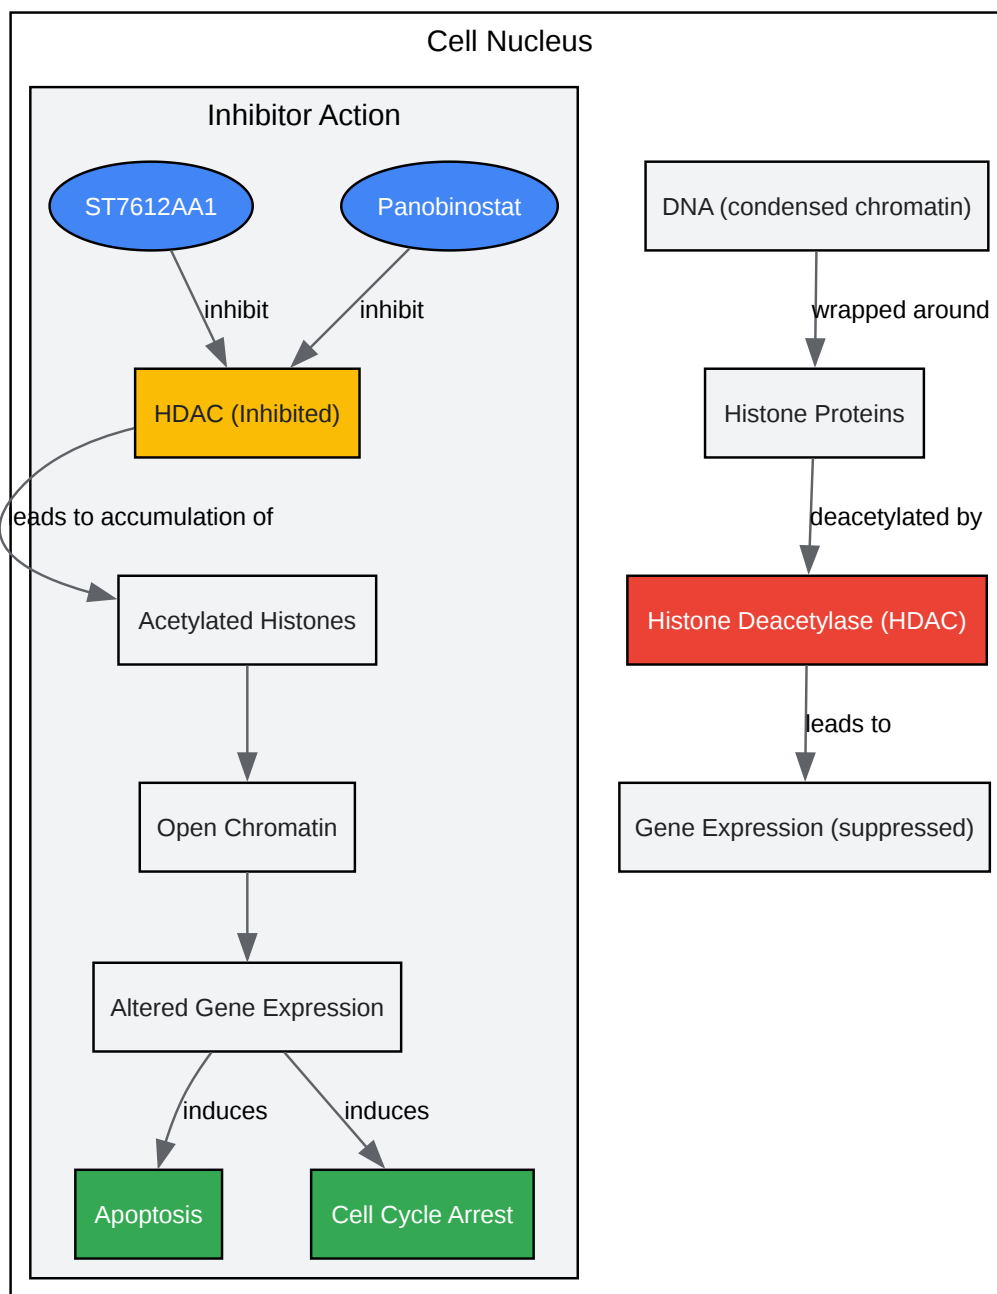 Cell Nucleus
Inhibitor Action
ST7612AA1
Panobinostat
inhibit
inhibit
HDAC (Inhibited)
leads to accumulation of
Acetylated Histones
Open Chromatin
Altered Gene Expression
induces
induces
Apoptosis
Cell Cycle Arrest
DNA (condensed chromatin)
wrapped around
Histone Proteins
deacetylated by
Histone Deacetylase (HDAC)
leads to
Gene Expression (suppressed)